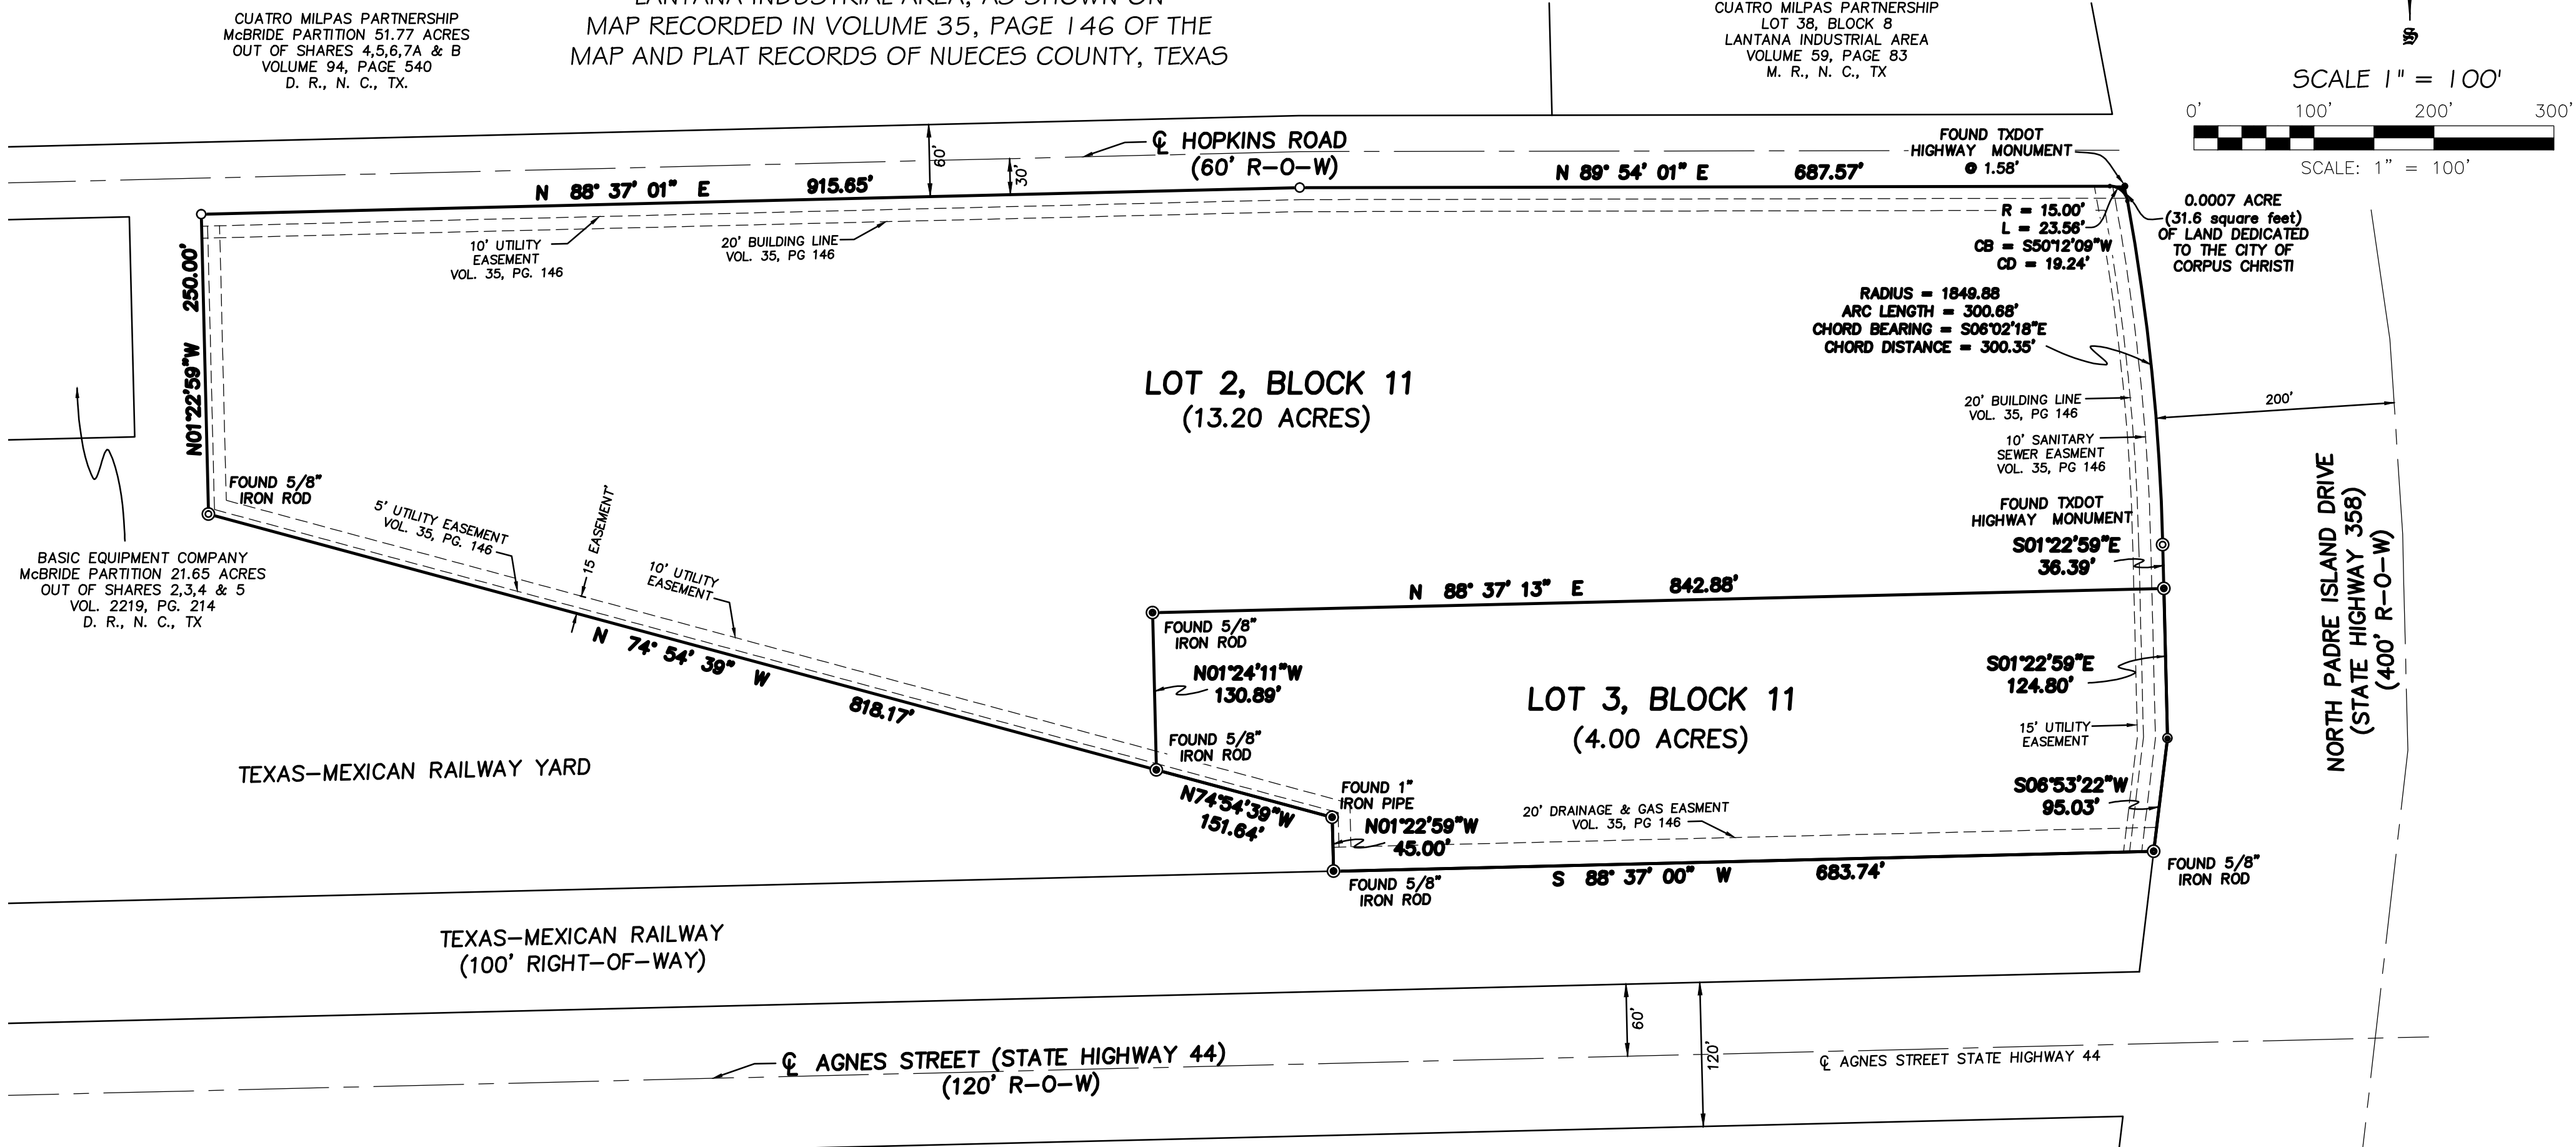 CUATRO MILPAS PARTNERSHIP
McBRIDE PARTITION 51.77 ACRES
OUT OF SHARES 4,5,6,7A & B
VOLUME 94, PAGE 540
D. R., N. C., TX.
LANTANA INDUSTRIAL AREA, AS SHOWN ON
MAP RECORDED IN VOLUME 35, PAGE 146 OF THE
MAP AND PLAT RECORDS OF NUECES COUNTY, TEXAS
CUATRO MILPAS PARTNERSHIP
LOT 38, BLOCK 8
LANTANA INDUSTRIAL AREA
VOLUME 59, PAGE 83
M. R., N. C., TX
SCALE 1" = 100'
0' 100' 200' 300'
SCALE: 1" = 100'
℄ HOPKINS ROAD
(60' R-O-W)
60'
30'
FOUND TXDOT
HIGHWAY MONUMENT
@ 1.58'
N 88° 37' 01" E 915.65'
N 89° 54' 01" E 687.57'
0.0007 ACRE
(31.6 square feet)
OF LAND DEDICATED
TO THE CITY OF
CORPUS CHRISTI
R = 15.00'
L = 23.56'
CB = S50°12'09"W
CD = 19.24'
10' UTILITY
EASEMENT
VOL. 35, PG. 146
20' BUILDING LINE
VOL. 35, PG 146
N01°22'59"W 250.00'
RADIUS = 1849.88
ARC LENGTH = 300.68'
CHORD BEARING = S06°02'18"E
CHORD DISTANCE = 300.35'
LOT 2, BLOCK 11
(13.20 ACRES)
20' BUILDING LINE
VOL. 35, PG 146
200'
10' SANITARY
SEWER EASMENT
VOL. 35, PG 146
FOUND 5/8"
IRON ROD
5' UTILITY EASEMENT
VOL. 35, PG. 146
15 EASEMENT'
10' UTILITY
EASEMENT
FOUND TXDOT
HIGHWAY MONUMENT
S01°22'59"E
36.39'
NORTH PADRE ISLAND DRIVE
(STATE HIGHWAY 358)
(400' R-O-W)
BASIC EQUIPMENT COMPANY
McBRIDE PARTITION 21.65 ACRES
OUT OF SHARES 2,3,4 & 5
VOL. 2219, PG. 214
D. R., N. C., TX
N 88° 37' 13" E 842.88'
FOUND 5/8"
IRON ROD
N 74° 54' 39" W 818.17'
N01°24'11"W
130.89'
S01°22'59"E
124.80'
LOT 3, BLOCK 11
(4.00 ACRES)
15' UTILITY
EASEMENT
FOUND 5/8"
IRON ROD
TEXAS-MEXICAN RAILWAY YARD
FOUND 1"
IRON PIPE
N74°54'39"W
151.64'
N01°22'59"W
45.00'
20' DRAINAGE & GAS EASMENT
VOL. 35, PG 146
S06°53'22"W
95.03'
FOUND 5/8"
IRON ROD
S 88° 37' 00" W 683.74'
FOUND 5/8"
IRON ROD
TEXAS-MEXICAN RAILWAY
(100' RIGHT-OF-WAY)
60'
120'
℄ AGNES STREET (STATE HIGHWAY 44)
(120' R-O-W)
℄ AGNES STREET STATE HIGHWAY 44